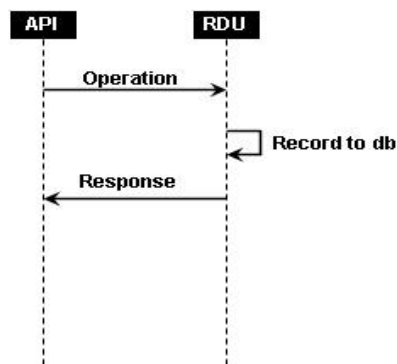 API
RDU
Operation
Record to db
Response